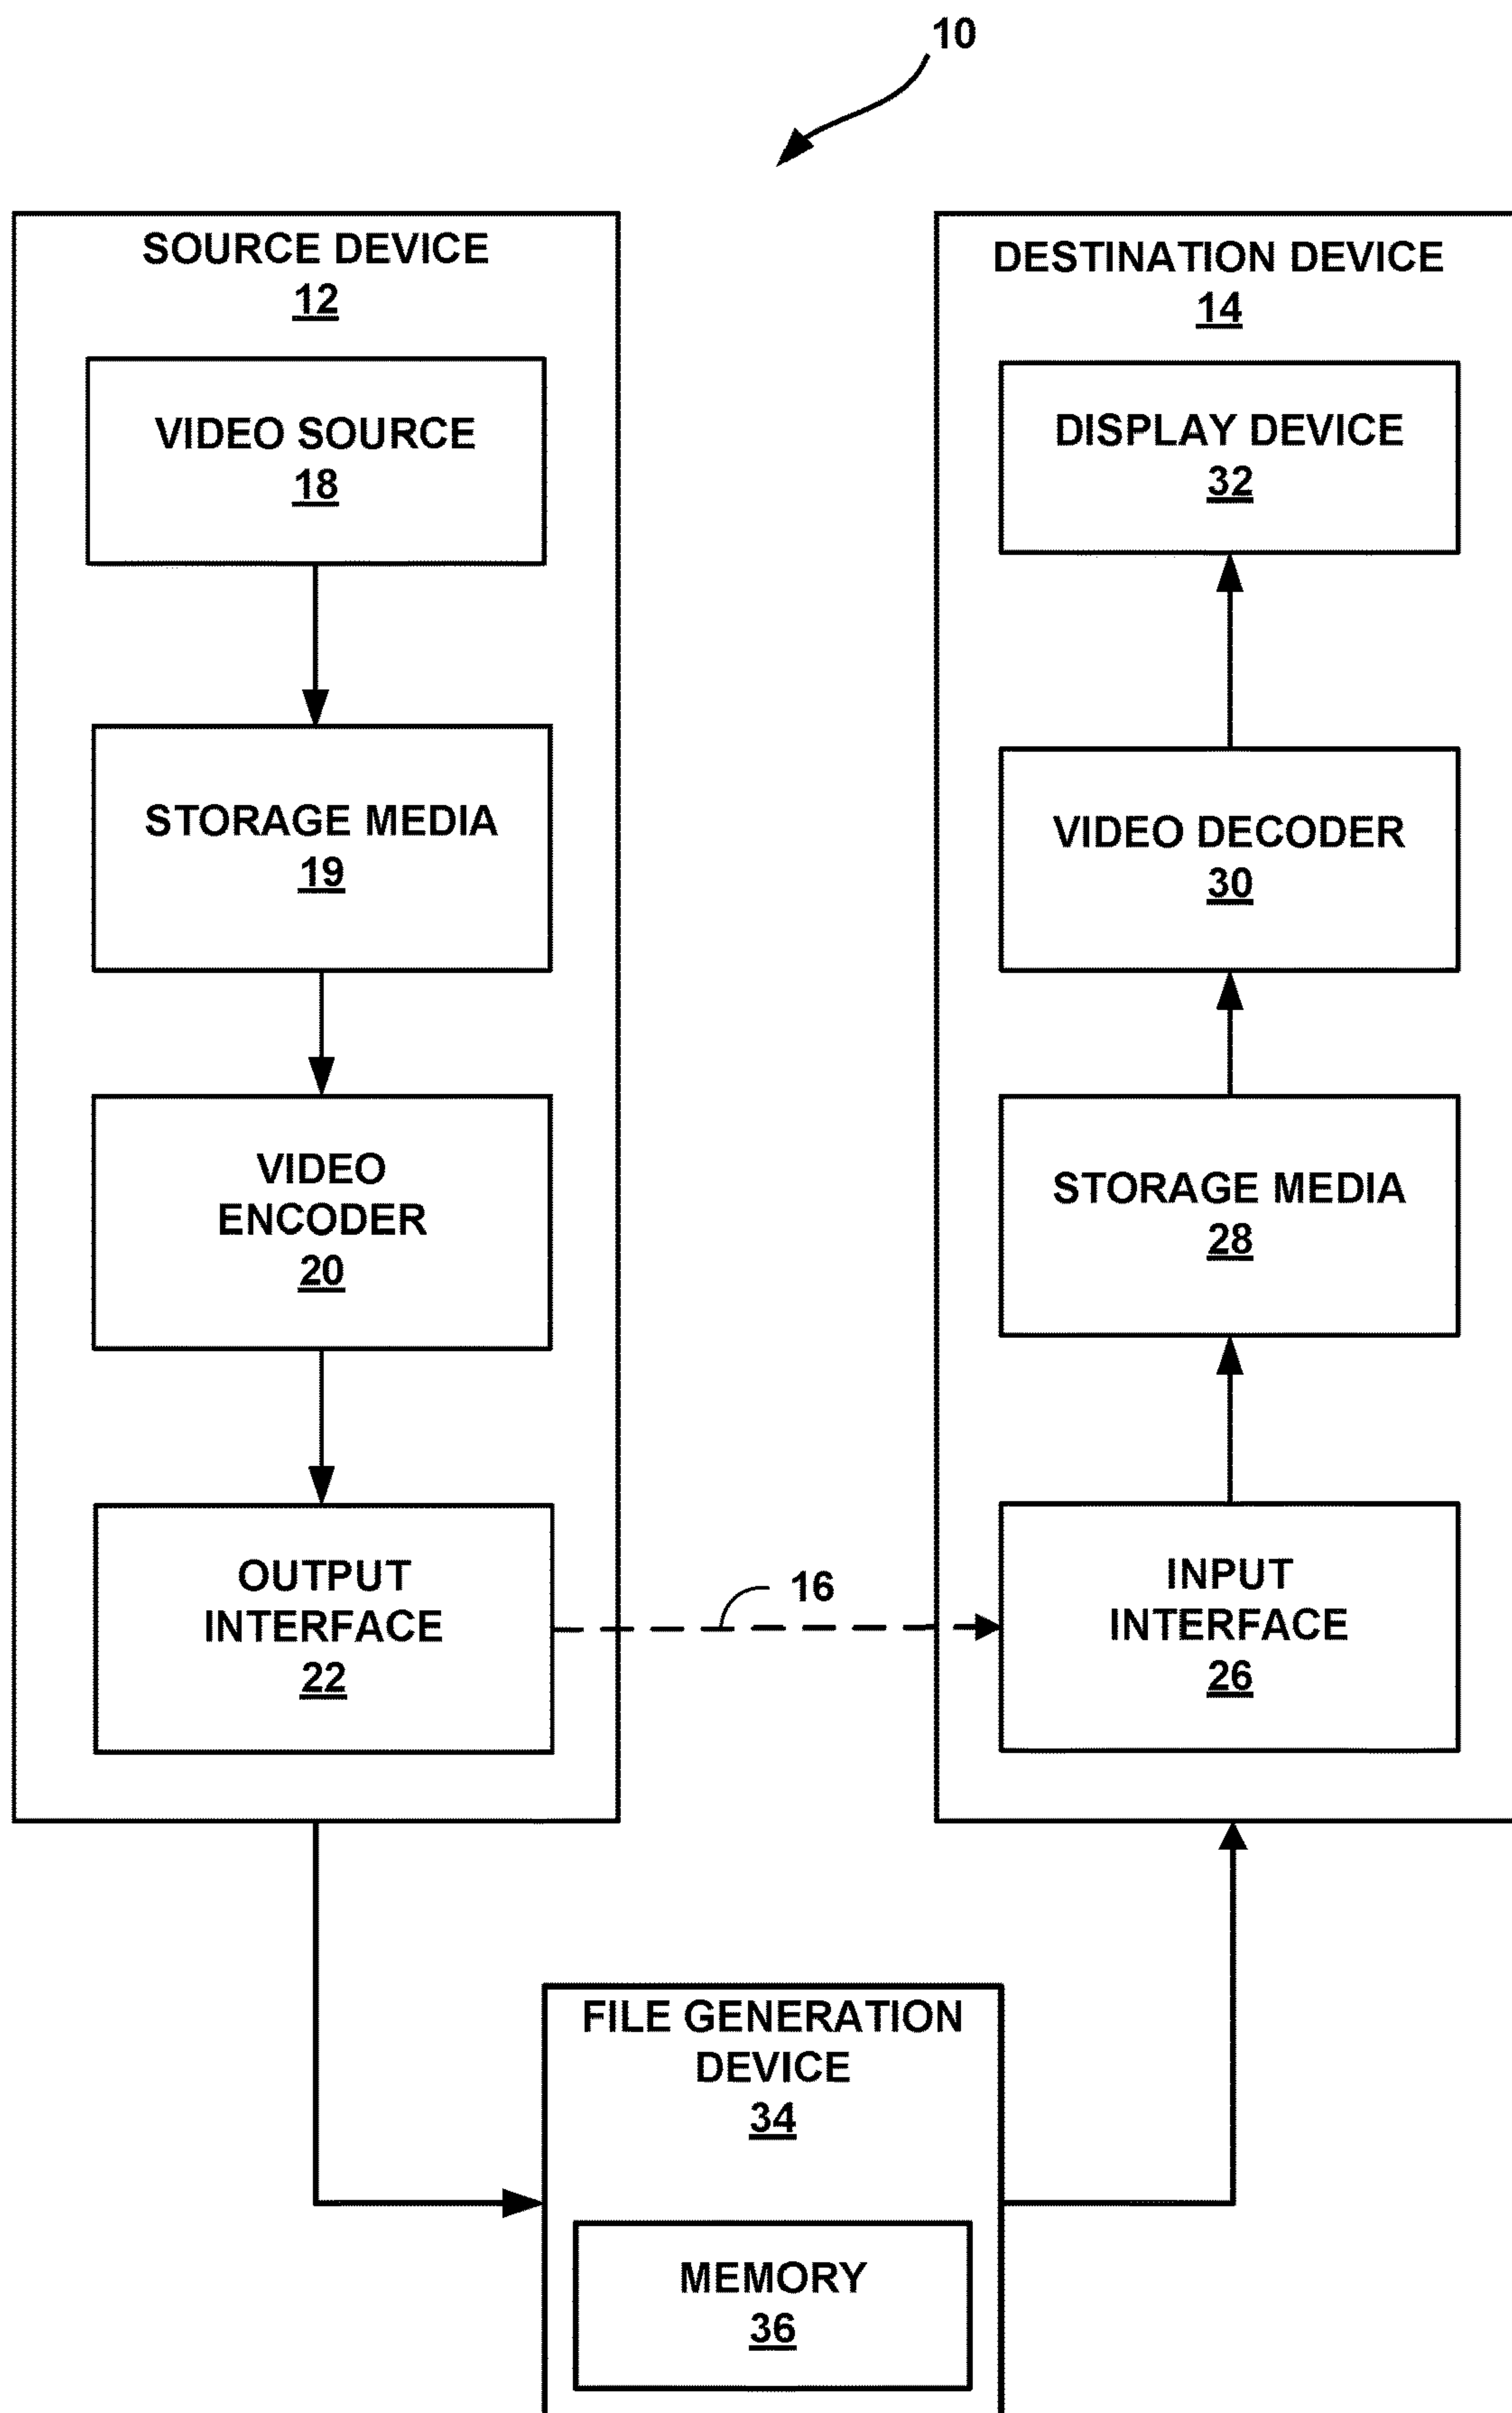 10
SOURCE DEVICE
12
VIDEO SOURCE
18
STORAGE MEDIA
19
VIDEO
ENCODER
20
OUTPUT
INTERFACE
22
16
DESTINATION DEVICE
14
DISPLAY DEVICE
32
VIDEO DECODER
30
STORAGE MEDIA
28
INPUT
INTERFACE
26
FILE GENERATION
DEVICE
34
MEMORY
36